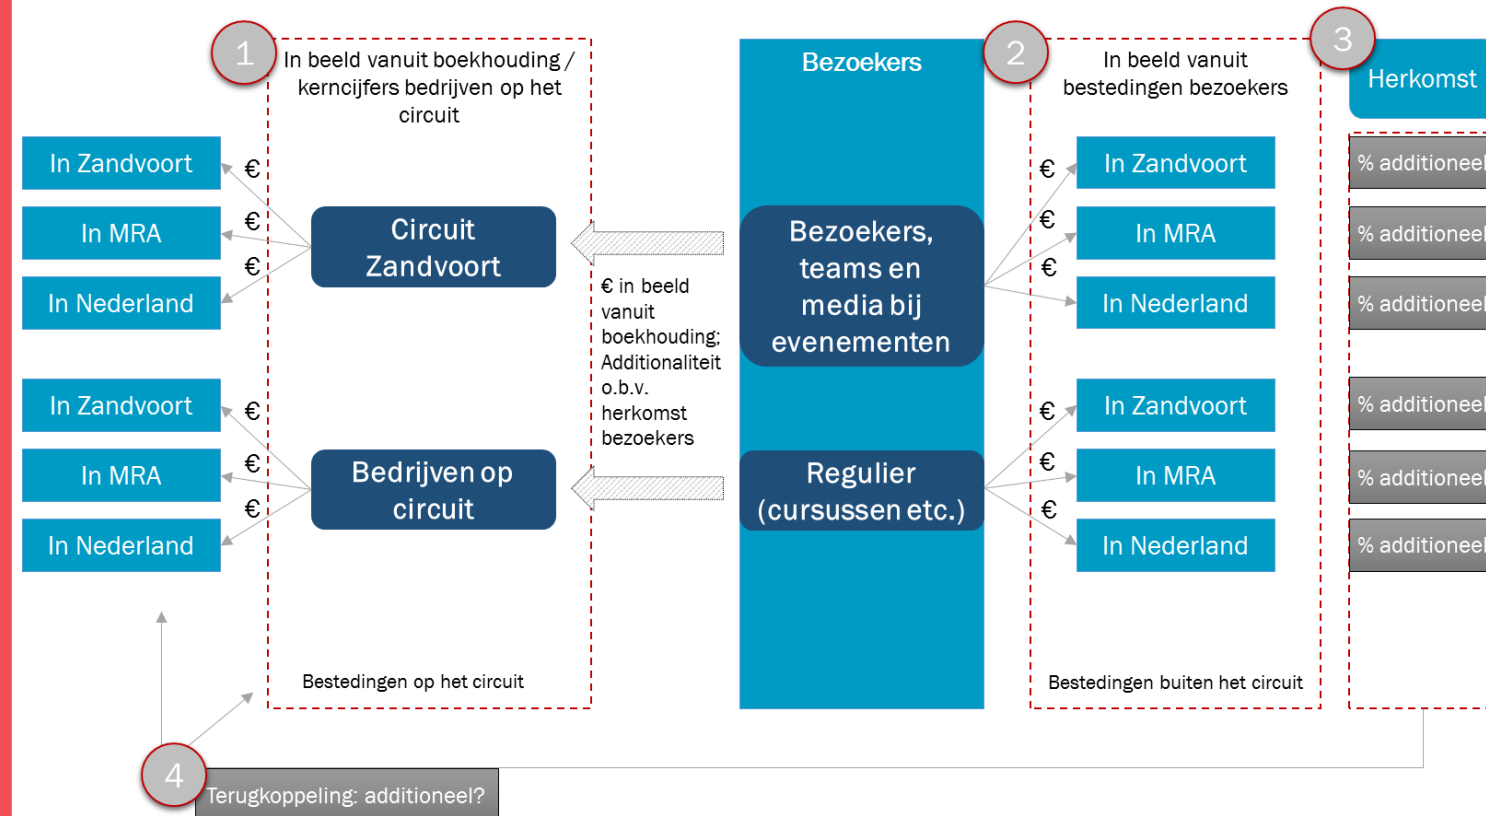 1
In beeld vanuit boekhouding /
kerncijfers bedrijven op het
circuit
In Zandvoort
In MRA
In Nederland
€
€
€
Circuit
Zandvoort
In Zandvoort
In MRA
In Nederland
€
€
€
Bedrijven op
circuit
Bestedingen op het circuit
€ in beeld
vanuit
boekhouding;
Additionaliteit
o.b.v.
herkomst
bezoekers
Bezoekers
Bezoekers,
teams en
media bij
evenementen
Regulier
(cursussen etc.)
2
In beeld vanuit
bestedingen bezoekers
€
€
€
In Zandvoort
In MRA
In Nederland
€
€
€
In Zandvoort
In MRA
In Nederland
Bestedingen buiten het circuit
3
Herkomst
% additioneel
% additioneel
% additioneel
% additioneel
% additioneel
% additioneel
4
Terugkoppeling: additioneel?